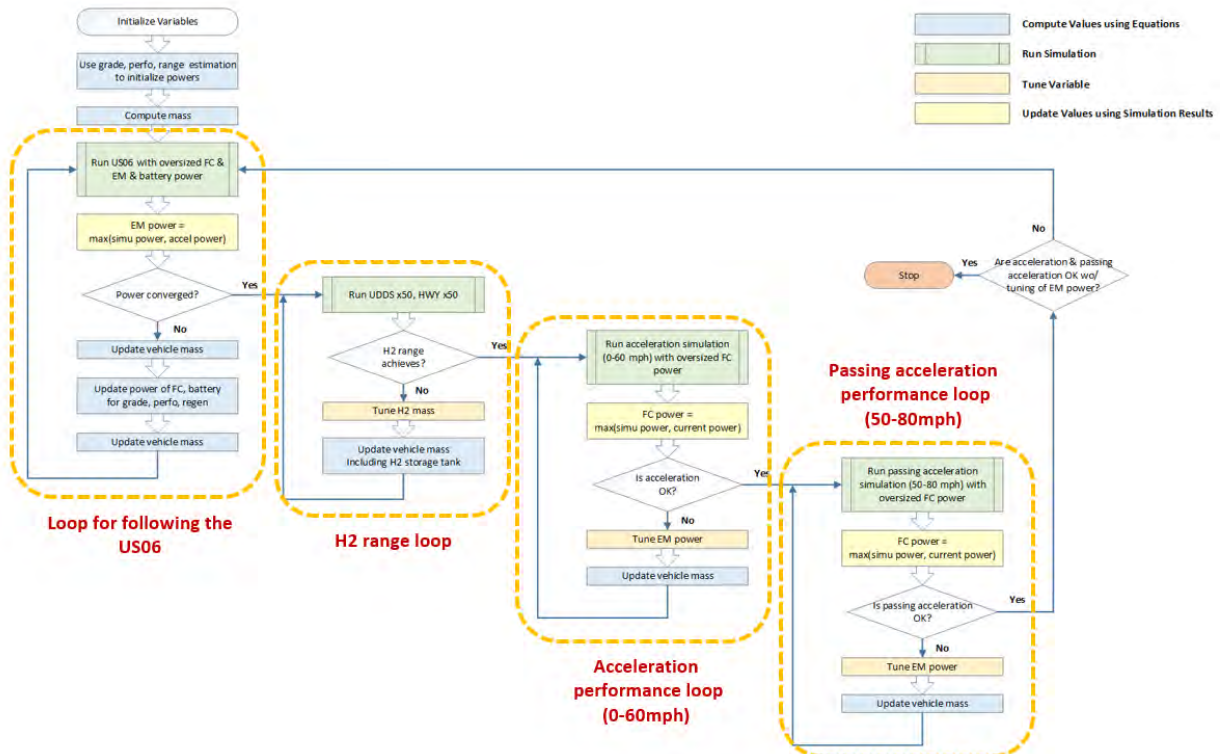 Initialize Variables
Use grade, perfo, range estimation
to initialize powers
Compute mass
Run US06 with oversized FC &
EM & battery power
EM power =
max(simu power, accel power)
Power converged?
Yes
No
Update vehicle mass
Update power of FC, battery
for grade, perfo, regen
Update vehicle mass
Loop for following the
US06
Run UDDS x50, HWY x50
H2 range
achieves?
Yes
No
Tune H2 mass
Update vehicle mass
Including H2 storage tank
H2 range loop
Run acceleration simulation
(0-60 mph) with oversized FC
power
FC power =
max(simu power, current power)
Is acceleration
OK?
Yes
No
Tune EM power
Update vehicle mass
Acceleration
performance loop
(0-60mph)
Passing acceleration
performance loop
(50-80mph)
Run passing acceleration
simulation (50-80 mph) with
oversized FC power
FC power =
max(simu power, current power)
Is passing acceleration
OK?
Yes
No
Tune EM power
Update vehicle mass
Are acceleration & passing
acceleration OK wo/
tuning of EM power?
No
Yes
Stop
Compute Values using Equations
Run Simulation
Tune Variable
Update Values using Simulation Results